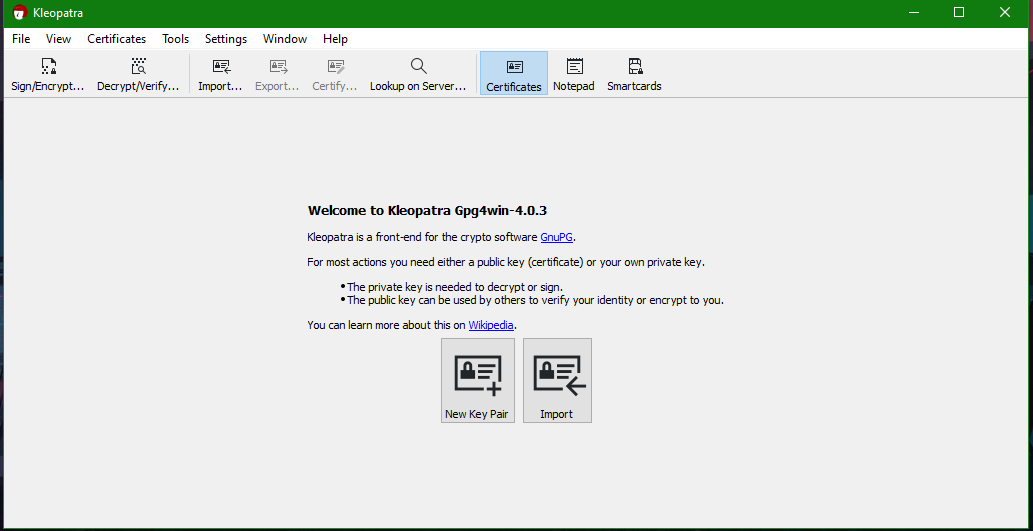 Kleopatra
File View Certificates Tools Settings Window Help
Sign/Encrypt... Decrypt/Verify... Import... Export... Certify... Lookup on Server... Certificates Notepad Smartcards
Welcome to Kleopatra Gpg4win-4.0.3
Kleopatra is a front-end for the crypto software GnuPG.
For most actions you need either a public key (certificate) or your own private key.
•The private key is needed to decrypt or sign.
•The public key can be used by others to verify your identity or encrypt to you.
You can learn more about this on Wikipedia.
New Key Pair Import